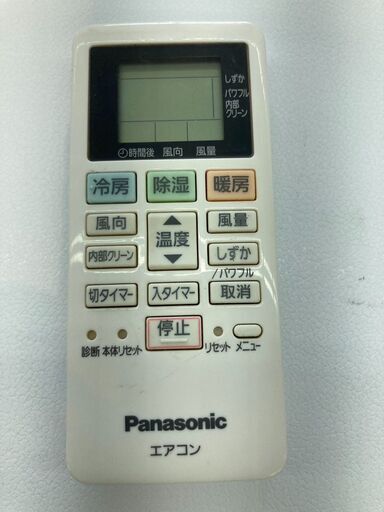 しずか
パワフル
内部
クリーン
時間後 風向 風量
冷房 除湿 暖房
風向 温度 風量
内部クリーン しずか
/パワフル
切タイマー 入タイマー 取消
停止
診断 本体リセット リセット メニュー
Panasonic
エアコン